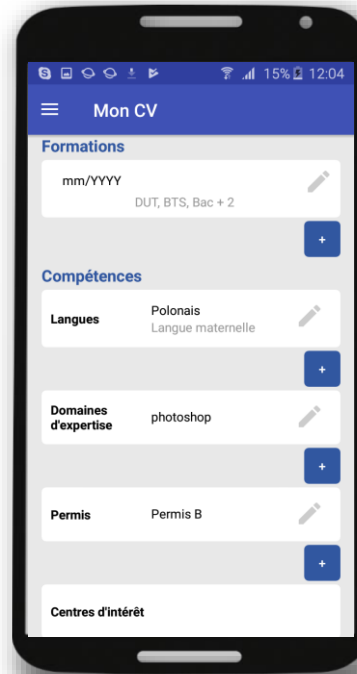 15% 12:04
Mon CV
Formations
mm/YYYY
DUT, BTS, Bac + 2
+
Compétences
Langues Polonais
Langue maternelle
+
Domaines
d'expertise photoshop
+
Permis Permis B
+
Centres d'intérêt